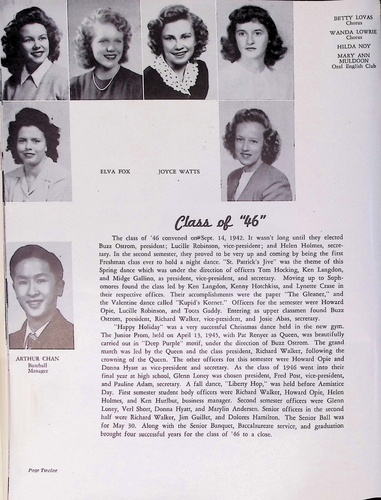 BETTY LOVAS
Chorus
WANDA LOWRIE
Chorus
HILDA NOY
MARY ANN
MULDOON
Oral English Club
ELVA FOX
JOYCE WATTS
Class of "46"
The class of '46 convened on Sept. 14, 1942. It wasn't long until they elected
Buzz Ostrom, president; Lucille Robinson, vice-president; and Helen Holmes, secre-
tary. In the second semester, they proved to be very up and coming by being the first
Freshman class ever to hold a night dance. "St. Patrick's Jive" was the theme of this
Spring dance which was under the direction of officers Tom Hocking, Ken Langdon,
and Midge Gallino, as president, vice-president, and secretary. Moving up to Soph-
omores found the class led by Ken Langdon, Kenny Hotchkiss, and Lynette Crase in
their respective offices. Their accomplishments were the paper "The Gleaner," and
the Valentine dance called "Kupid's Korner." Officers for the semester were Howard
Opie, Lucille Robinson, and Toots Gaddy. Entering as upper classmen found Buzz
Ostrom, president, Richard Walker, vice-president, and Josie Abas, secretary.
"Happy Holiday" was a very successful Christmas dance held in the new gym.
The Junior Prom, held on April 13, 1945, with Pat Renyer as Queen, was beautifully
carried out in "Deep Purple" motif, under the direction of Buzz Ostrom. The grand
march was led by the Queen and the class president, Richard Walker, following the
crowning of the Queen. The other officers for this semester were Howard Opie and
Donna Hyatt as vice-president and secretary. As the class of 1946 went into their
final year in high school, Glenn Loney was chosen president, Fred Post, vice-president,
and Pauline Adam, secretary. A fall dance, "Liberty Hop," was held before Armistice
Day. First semester student body officers were Richard Walker, Howard Opie, Helen
Holmes, and Ken Hurlbut, business manager. Second semester officers were Glenn
Loney, Verl Short, Donna Hyatt, and Marylin Andersen. Senior officers in the second
half were Richard Walker, Jim Guillet, and Dolores Hamilton. The Senior Ball was
for May 30. Along with the Senior Banquet, Baccalaureate service, and graduation
brought four successful years for the class of '46 to a close.
ARTHUR CHAN
Baseball
Manager
Page Twelve